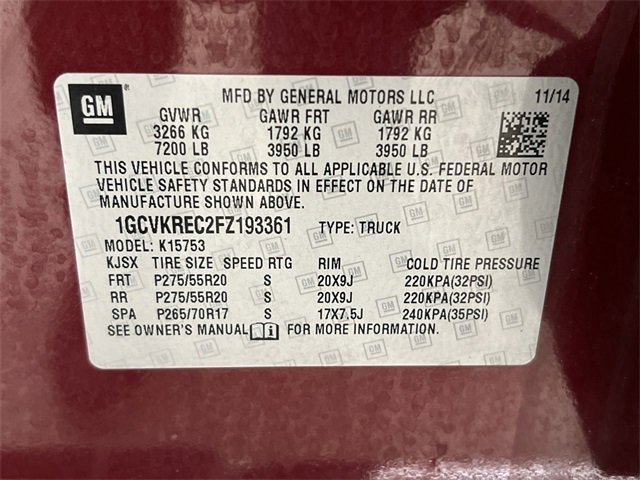 GM
MFD BY GENERAL MOTORS LLC 11/14
GVWR GAWR FRT GAWR RR
3266 KG 1792 KG 1792 KG
7200 LB 3950 LB 3950 LB
THIS VEHICLE CONFORMS TO ALL APPLICABLE U.S. FEDERAL MOTOR
VEHICLE SAFETY STANDARDS IN EFFECT ON THE DATE OF
MANUFACTURE SHOWN ABOVE.
1GCVKREC2FZ193361 TYPE: TRUCK
MODEL: K15753
KJSX TIRE SIZE SPEED RTG RIM COLD TIRE PRESSURE
FRT P275/55R20 S 20X9J 220KPA(32PSI)
RR P275/55R20 S 20X9J 220KPA(32PSI)
SPA P265/70R17 S 17X7.5J 240KPA(35PSI)
SEE OWNER'S MANUAL i FOR MORE INFORMATION.